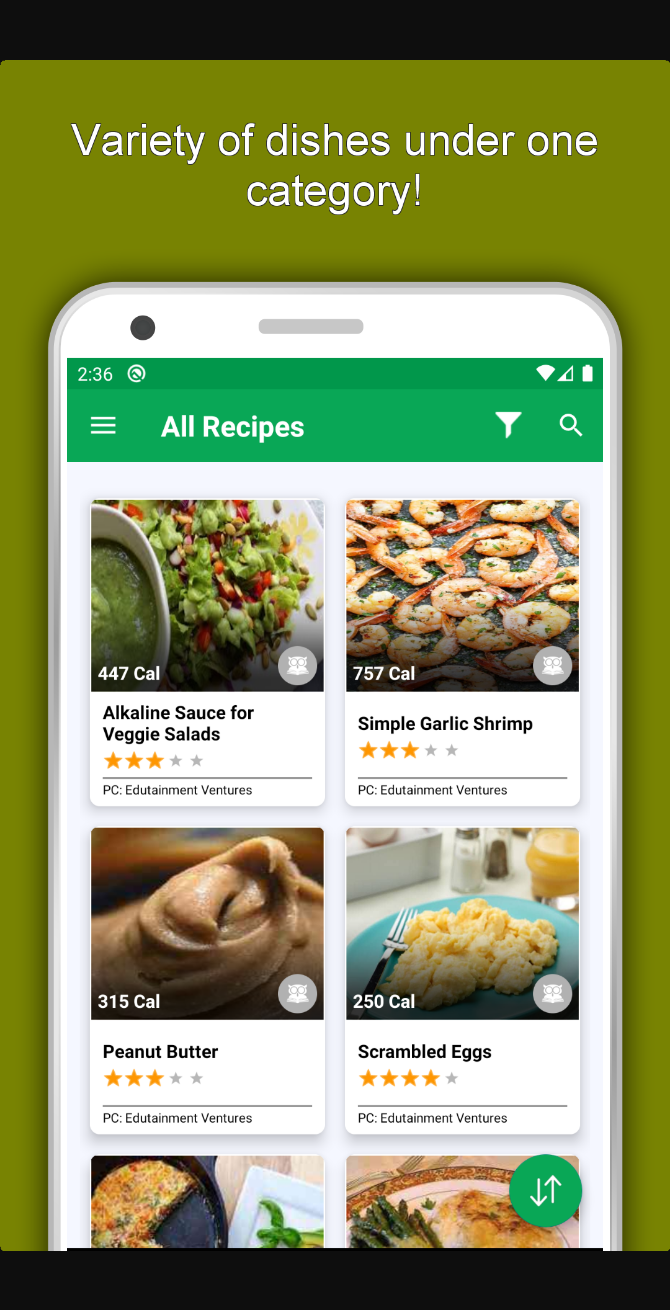 Variety of dishes under one
category!
2:36
All Recipes
447 Cal
757 Cal
Alkaline Sauce for
Veggie Salads
Simple Garlic Shrimp
PC: Edutainment Ventures
PC: Edutainment Ventures
315 Cal
250 Cal
Peanut Butter
Scrambled Eggs
PC: Edutainment Ventures
PC: Edutainment Ventures